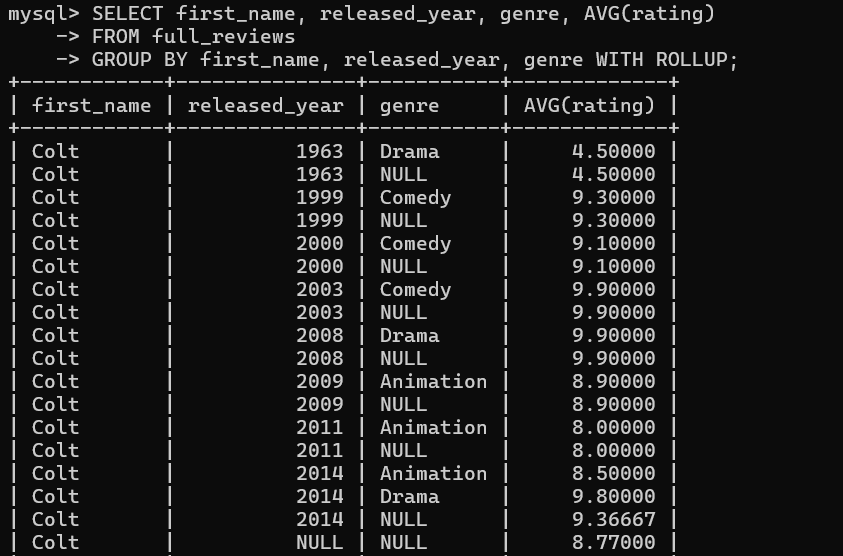 mysql> SELECT first_name, released_year, genre, AVG(rating)
    -> FROM full_reviews
    -> GROUP BY first_name, released_year, genre WITH ROLLUP;
+------------+---------------+-----------+-------------+
| first_name | released_year | genre     | AVG(rating) |
+------------+---------------+-----------+-------------+
| Colt       |          1963 | Drama     |     4.50000 |
| Colt       |          1963 | NULL      |     4.50000 |
| Colt       |          1999 | Comedy    |     9.30000 |
| Colt       |          1999 | NULL      |     9.30000 |
| Colt       |          2000 | Comedy    |     9.10000 |
| Colt       |          2000 | NULL      |     9.10000 |
| Colt       |          2003 | Comedy    |     9.90000 |
| Colt       |          2003 | NULL      |     9.90000 |
| Colt       |          2008 | Drama     |     9.90000 |
| Colt       |          2008 | NULL      |     9.90000 |
| Colt       |          2009 | Animation |     8.90000 |
| Colt       |          2009 | NULL      |     8.90000 |
| Colt       |          2011 | Animation |     8.00000 |
| Colt       |          2011 | NULL      |     8.00000 |
| Colt       |          2014 | Animation |     8.50000 |
| Colt       |          2014 | Drama     |     9.80000 |
| Colt       |          2014 | NULL      |     9.36667 |
| Colt       |          NULL | NULL      |     8.77000 |